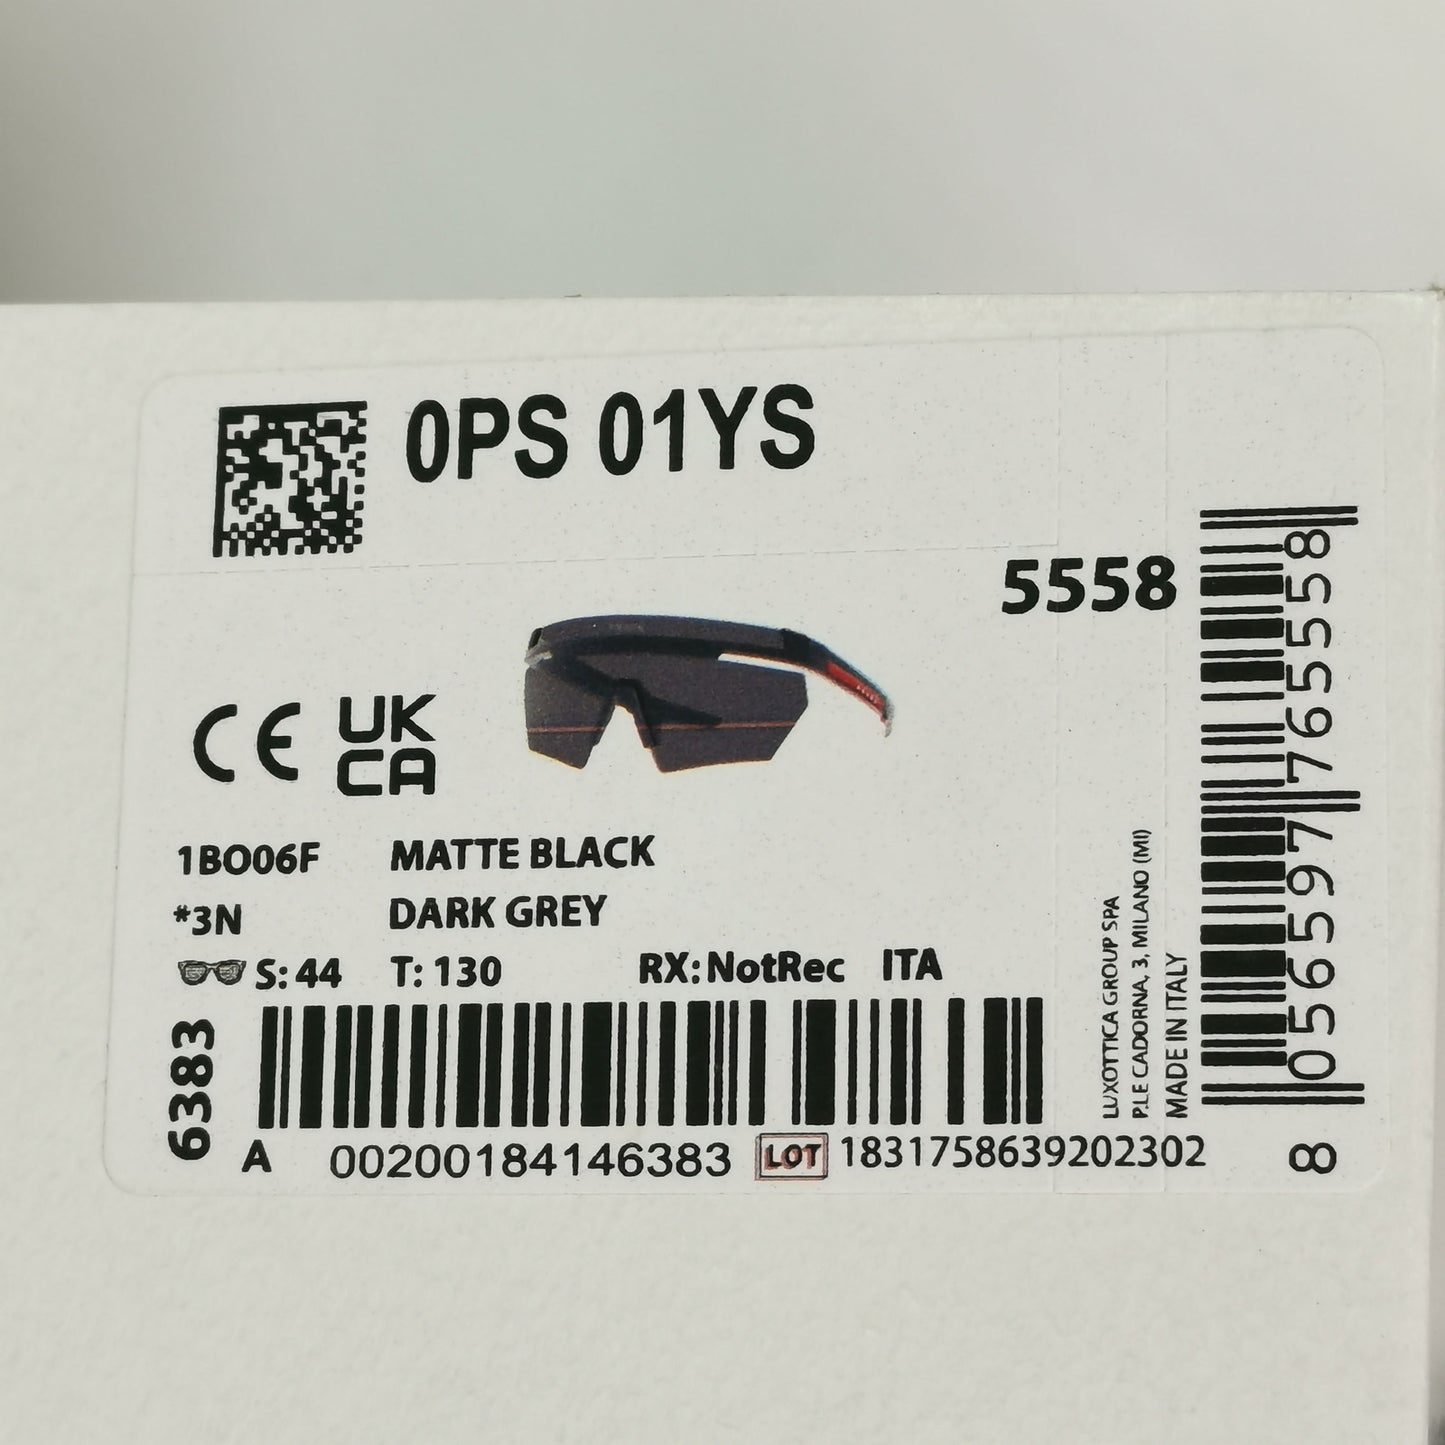 0PS 01YS
5558
CE UK
CA
1BO06F MATTE BLACK
*3N DARK GREY
S: 44 T: 130 RX: NotRec ITA
6383
A 00200184146383 LOT 1831758639202302
LUXOTTICA GROUP SPA
P.LE CADORNA, 3, MILANO (MI)
MADE IN ITALY
8 056597 765558